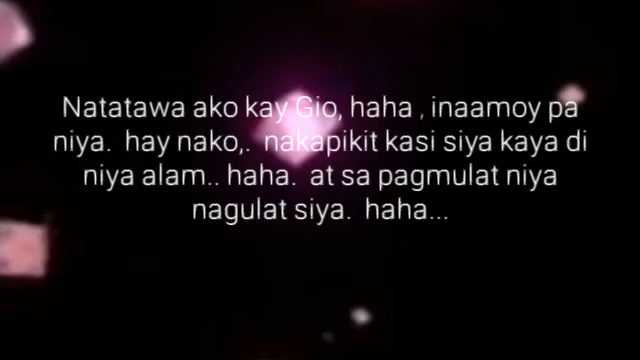 Natatawa ako kay Gio, haha , inaamoy pa
niya.  hay nako,.  nakapikit kasi siya kaya di
niya alam.. haha.  at sa pagmulat niya
nagulat siya.  haha...